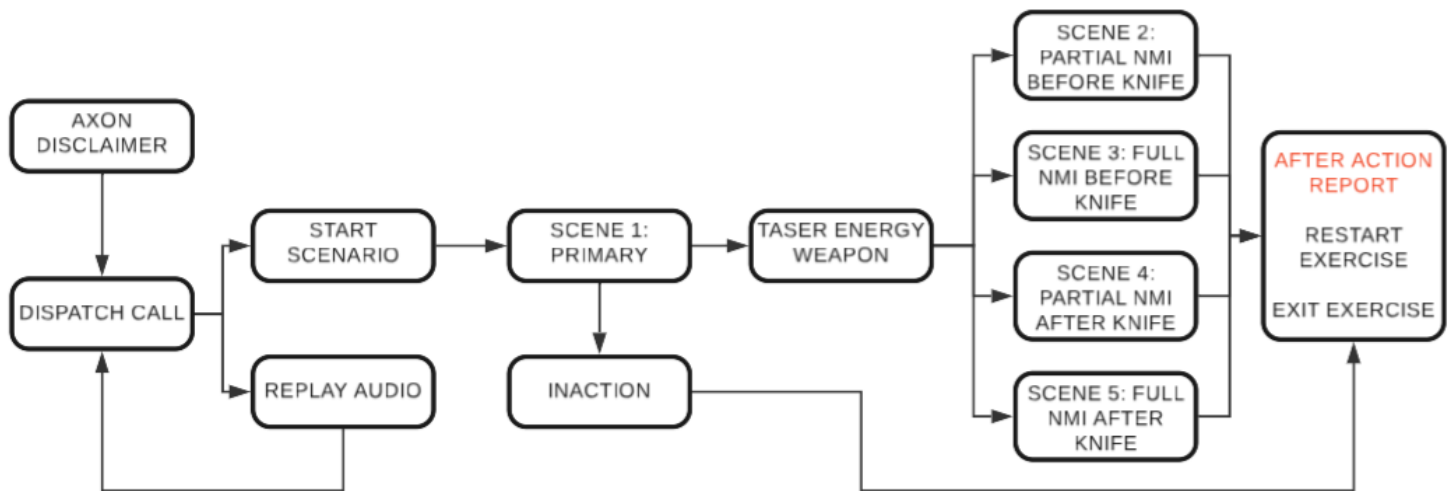 AXON
DISCLAIMER
DISPATCH CALL
START
SCENARIO
REPLAY AUDIO
SCENE 1:
PRIMARY
INACTION
TASER ENERGY
WEAPON
SCENE 2:
PARTIAL NMI
BEFORE KNIFE
SCENE 3: FULL
NMI BEFORE
KNIFE
SCENE 4:
PARTIAL NMI
AFTER KNIFE
SCENE 5: FULL
NMI AFTER
KNIFE
AFTER ACTION
REPORT
RESTART
EXERCISE
EXIT EXERCISE